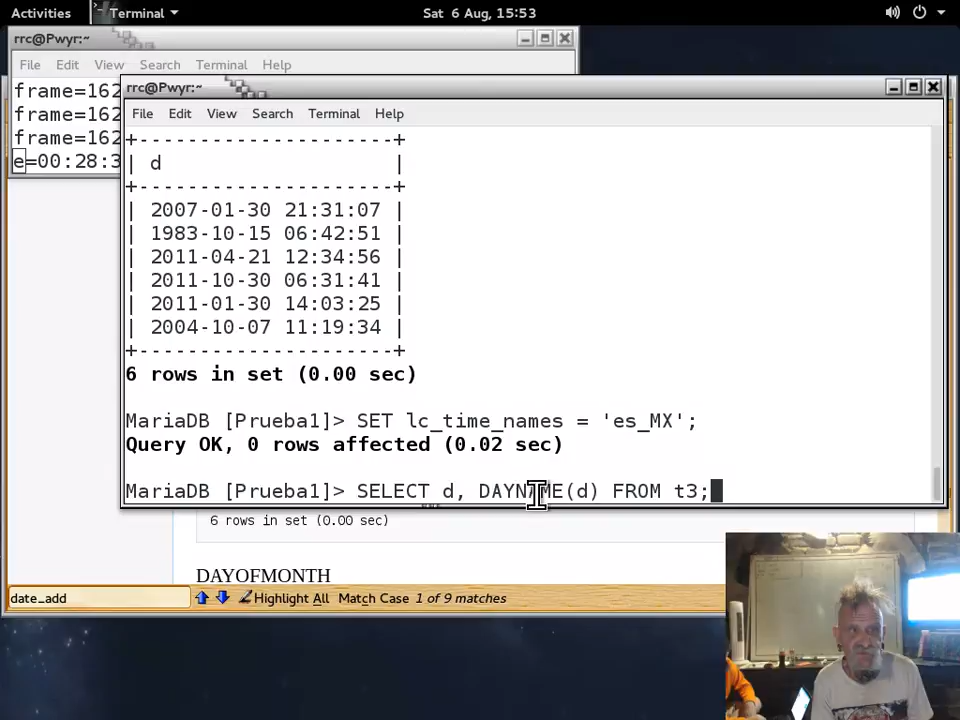 Activities Terminal Sat 6 Aug, 15:53
rrc@Pwyr:~
File Edit View Search Terminal Help
frame=162
frame=162
frame=162
e=00:28:3
rrc@Pwyr:~
File Edit View Search Terminal Help
+---------------------+
| d                   |
+---------------------+
| 2007-01-30 21:31:07 |
| 1983-10-15 06:42:51 |
| 2011-04-21 12:34:56 |
| 2011-10-30 06:31:41 |
| 2011-01-30 14:03:25 |
| 2004-10-07 11:19:34 |
+---------------------+
6 rows in set (0.00 sec)
MariaDB [Prueba1]> SET lc_time_names = 'es_MX';
Query OK, 0 rows affected (0.02 sec)
MariaDB [Prueba1]> SELECT d, DAYNAME(d) FROM t3;
6 rows in set (0.00 sec)
DAYOFMONTH
date_add Highlight All Match Case 1 of 9 matches